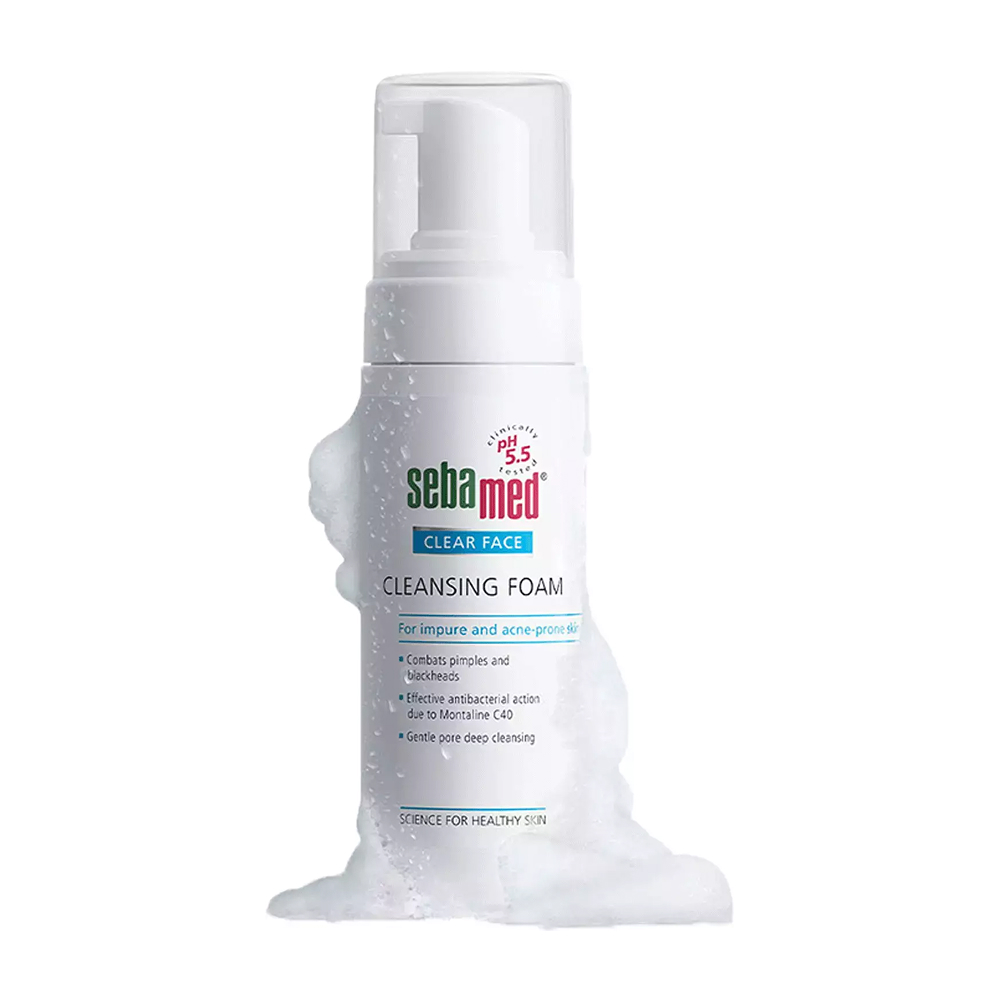 clinically
pH
5.5
tested
sebamed®
CLEAR FACE
CLEANSING FOAM
For impure and acne-prone skin
▪ Combats pimples and
blackheads
▪ Effective antibacterial action
due to Montaline C40
▪ Gentle pore deep cleansing
SCIENCE FOR HEALTHY SKIN